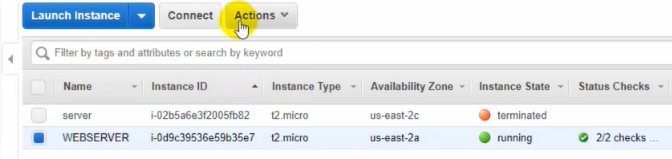 Launch Instance Connect Actions
Filter by tags and attributes or search by keyword
Name Instance ID Instance Type Availability Zone Instance State Status Checks
server i-02b5a6e3f2005fb82 t2.micro us-east-2c terminated
WEBSERVER i-0d9c39536e59b35e7 t2.micro us-east-2a running 2/2 checks ...